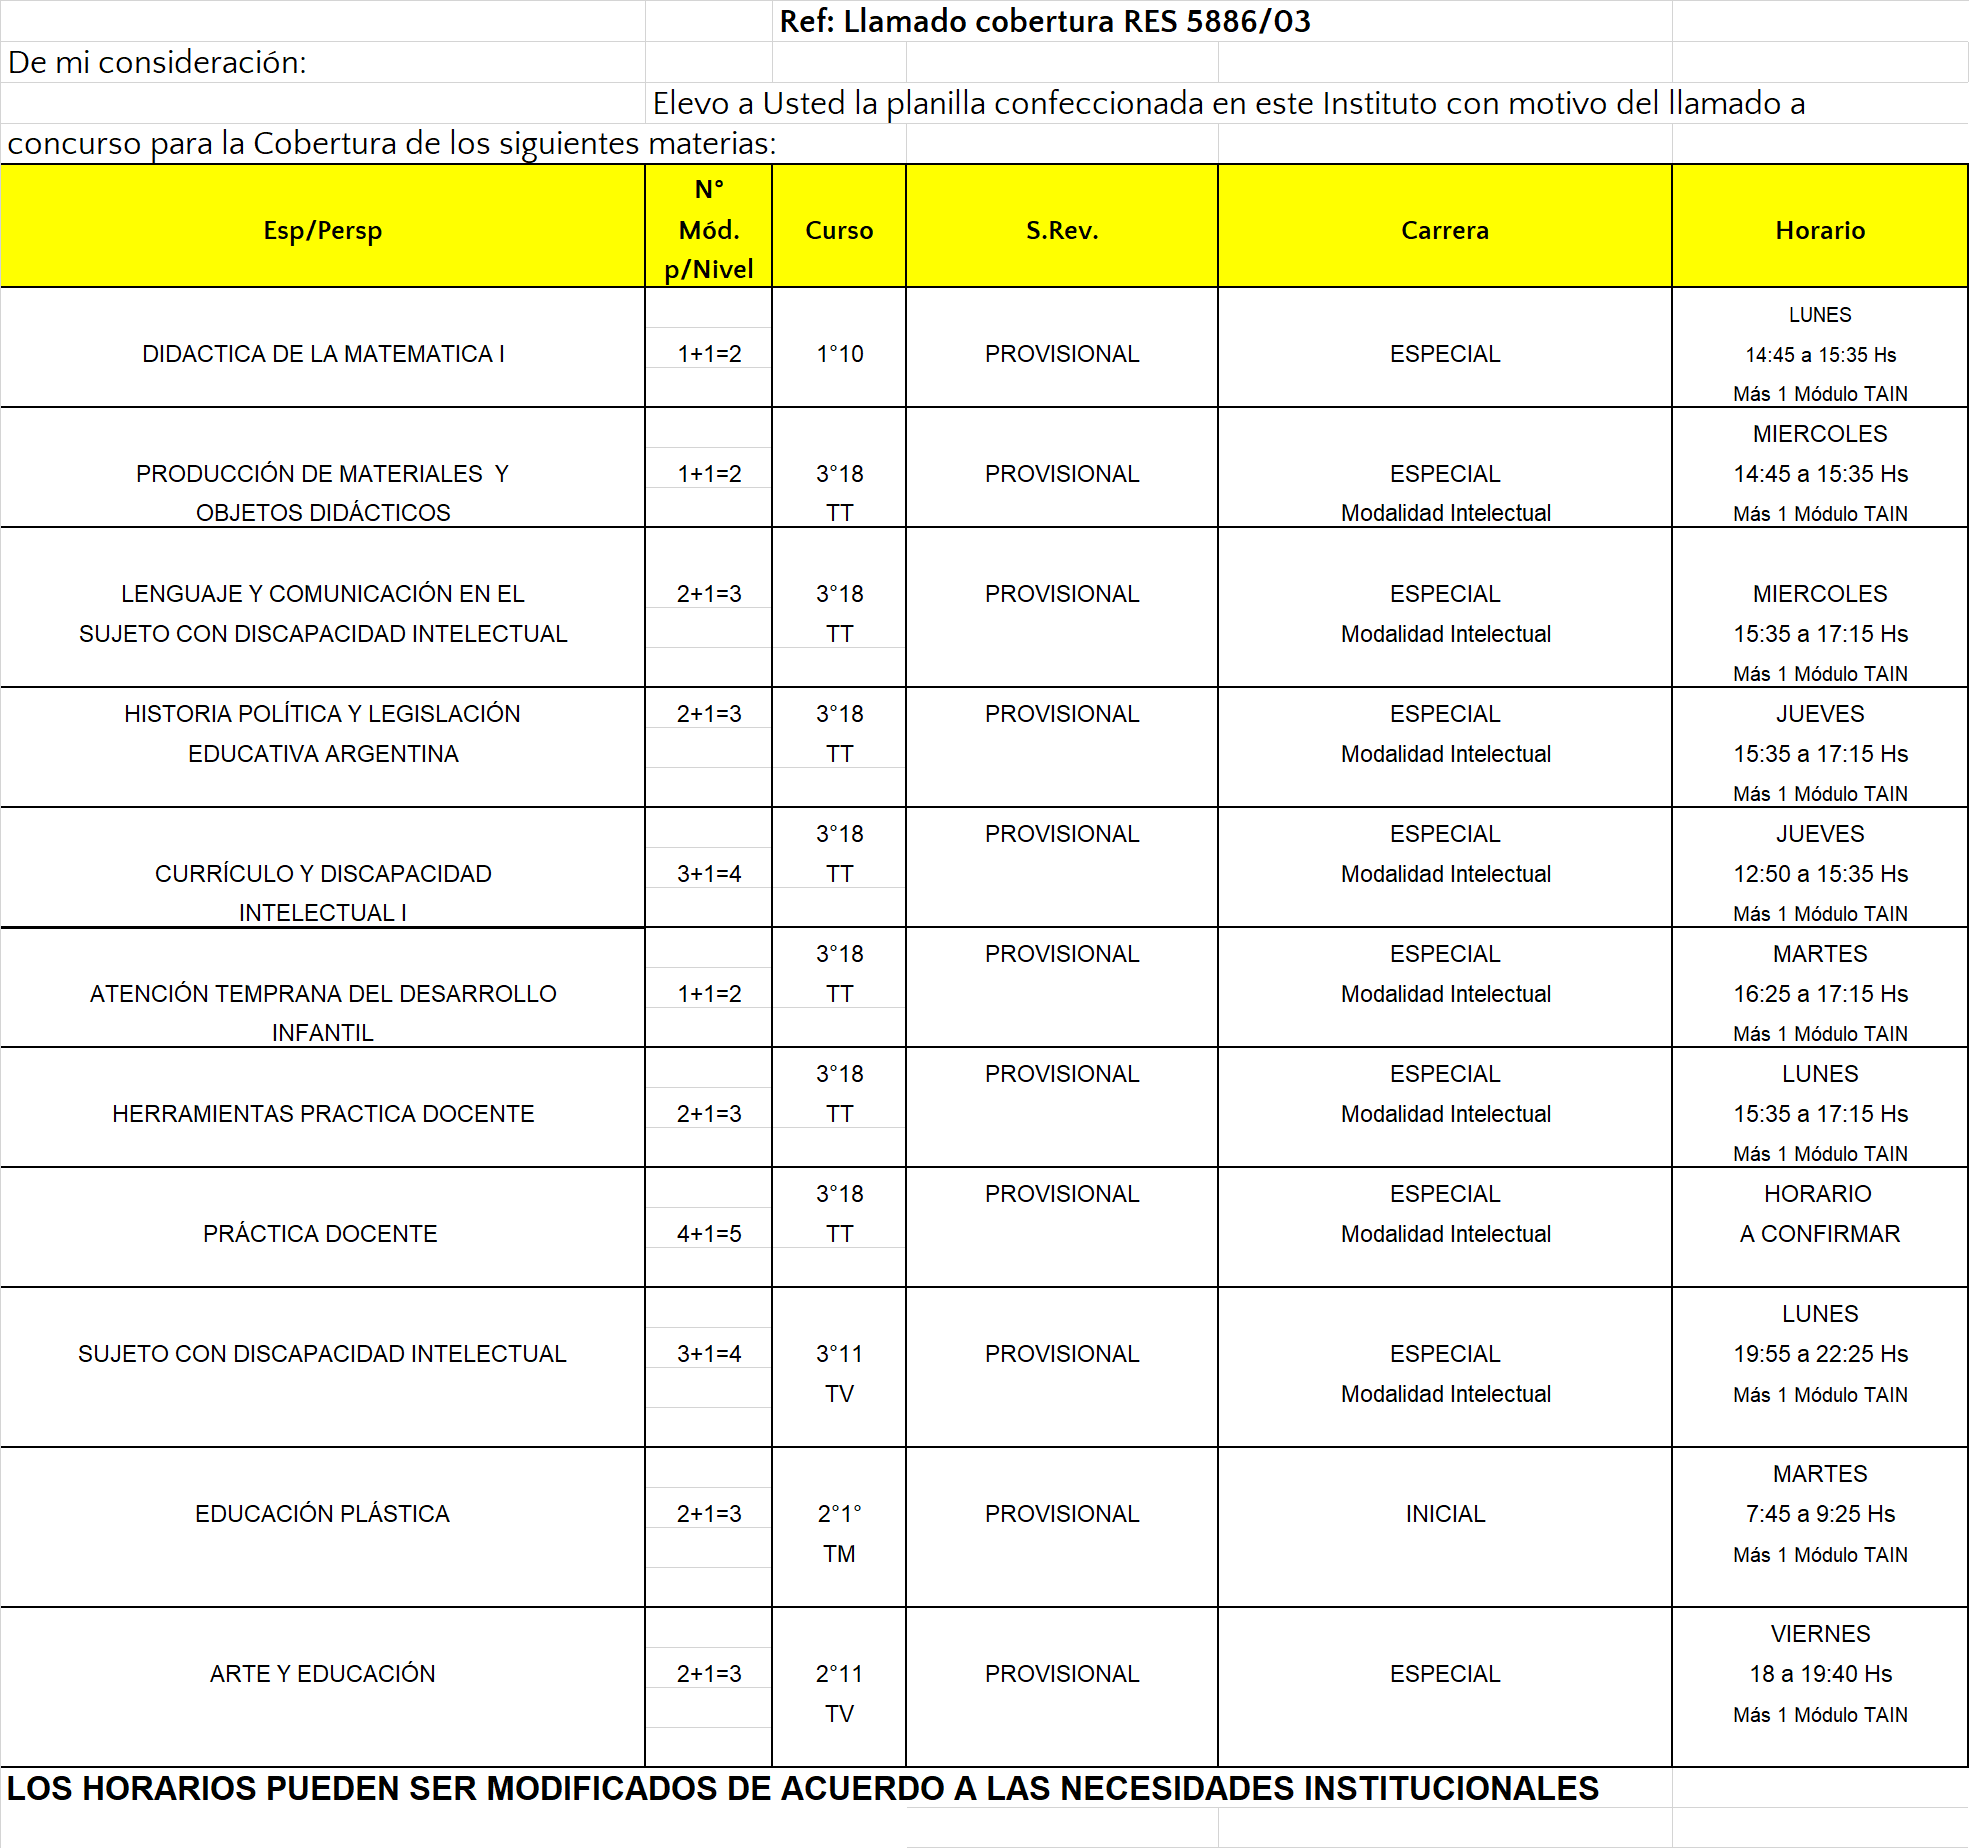 Ref: Llamado cobertura RES 5886/03
De mi consideración:
Elevo a Usted la planilla confeccionada en este Instituto con motivo del llamado a
concurso para la Cobertura de los siguientes materias:
Esp/Persp
N°
Mód.
p/Nivel
Curso
S.Rev.
Carrera
Horario
DIDACTICA DE LA MATEMATICA I
1+1=2
1°10
PROVISIONAL
ESPECIAL
LUNES
14:45 a 15:35 Hs
Más 1 Módulo TAIN
PRODUCCIÓN DE MATERIALES  Y
OBJETOS DIDÁCTICOS
1+1=2
3°18
TT
PROVISIONAL
ESPECIAL
Modalidad Intelectual
MIERCOLES
14:45 a 15:35 Hs
Más 1 Módulo TAIN
LENGUAJE Y COMUNICACIÓN EN EL
SUJETO CON DISCAPACIDAD INTELECTUAL
2+1=3
3°18
TT
PROVISIONAL
ESPECIAL
Modalidad Intelectual
MIERCOLES
15:35 a 17:15 Hs
Más 1 Módulo TAIN
HISTORIA POLÍTICA Y LEGISLACIÓN
EDUCATIVA ARGENTINA
2+1=3
3°18
TT
PROVISIONAL
ESPECIAL
Modalidad Intelectual
JUEVES
15:35 a 17:15 Hs
Más 1 Módulo TAIN
CURRÍCULO Y DISCAPACIDAD
INTELECTUAL I
3+1=4
3°18
TT
PROVISIONAL
ESPECIAL
Modalidad Intelectual
JUEVES
12:50 a 15:35 Hs
Más 1 Módulo TAIN
ATENCIÓN TEMPRANA DEL DESARROLLO
INFANTIL
1+1=2
3°18
TT
PROVISIONAL
ESPECIAL
Modalidad Intelectual
MARTES
16:25 a 17:15 Hs
Más 1 Módulo TAIN
HERRAMIENTAS PRACTICA DOCENTE
2+1=3
3°18
TT
PROVISIONAL
ESPECIAL
Modalidad Intelectual
LUNES
15:35 a 17:15 Hs
Más 1 Módulo TAIN
PRÁCTICA DOCENTE
4+1=5
3°18
TT
PROVISIONAL
ESPECIAL
Modalidad Intelectual
HORARIO
A CONFIRMAR
SUJETO CON DISCAPACIDAD INTELECTUAL
3+1=4
3°11
TV
PROVISIONAL
ESPECIAL
Modalidad Intelectual
LUNES
19:55 a 22:25 Hs
Más 1 Módulo TAIN
EDUCACIÓN PLÁSTICA
2+1=3
2°1°
TM
PROVISIONAL
INICIAL
MARTES
7:45 a 9:25 Hs
Más 1 Módulo TAIN
ARTE Y EDUCACIÓN
2+1=3
2°11
TV
PROVISIONAL
ESPECIAL
VIERNES
18 a 19:40 Hs
Más 1 Módulo TAIN
LOS HORARIOS PUEDEN SER MODIFICADOS DE ACUERDO A LAS NECESIDADES INSTITUCIONALES